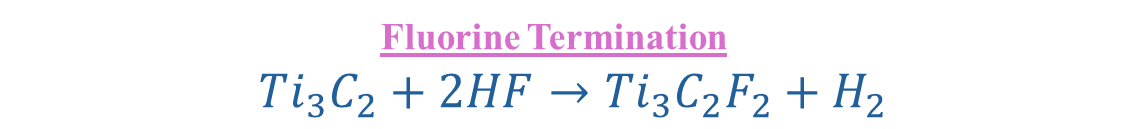 Fluorine Termination
Ti₃C₂ + 2HF → Ti₃C₂F₂ + H₂